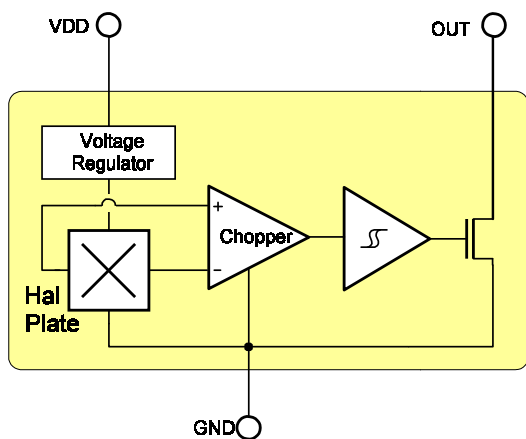 VDD
OUT
Voltage
Regulator
+
Chopper
−
Hal
Plate
GND